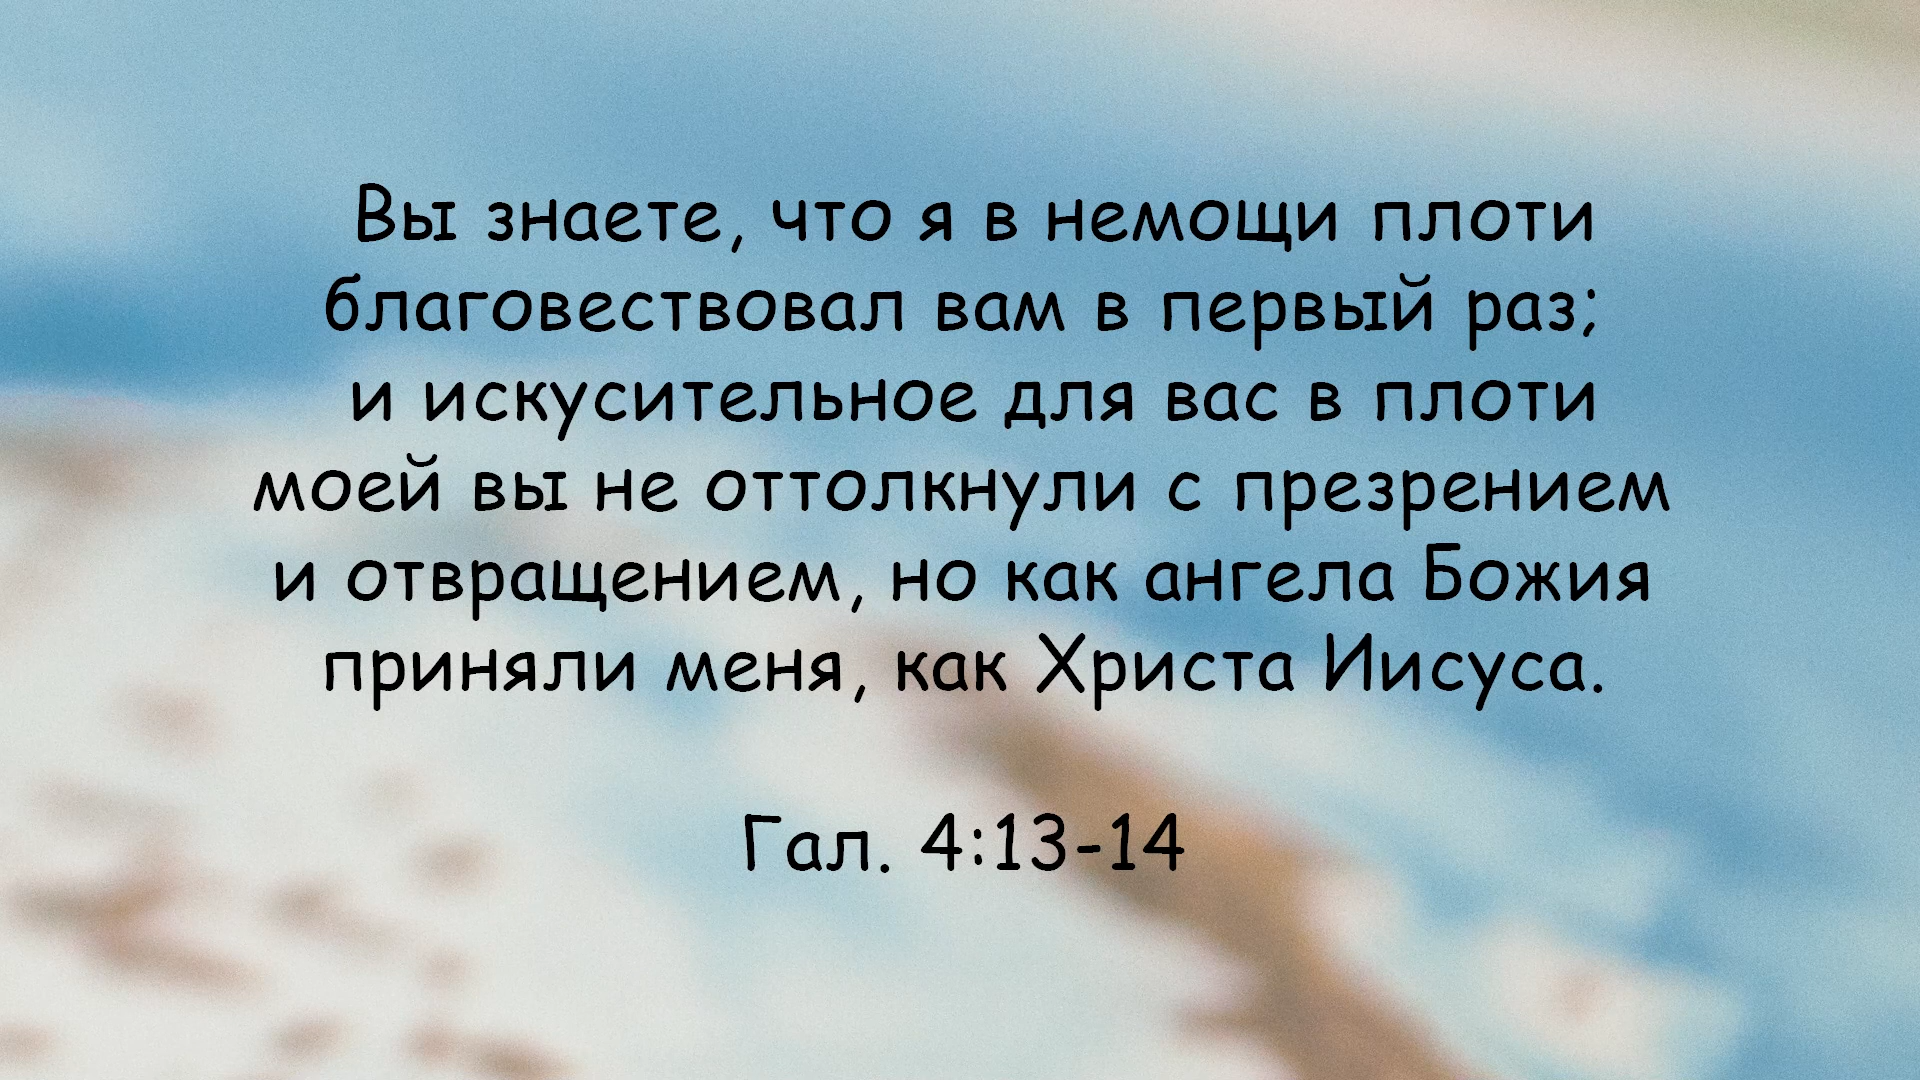 Вы знаете, что я в немощи плоти
благовествовал вам в первый раз;
и искусительное для вас в плоти
моей вы не оттолкнули с презрением
и отвращением, но как ангела Божия
приняли меня, как Христа Иисуса.
Гал. 4:13-14